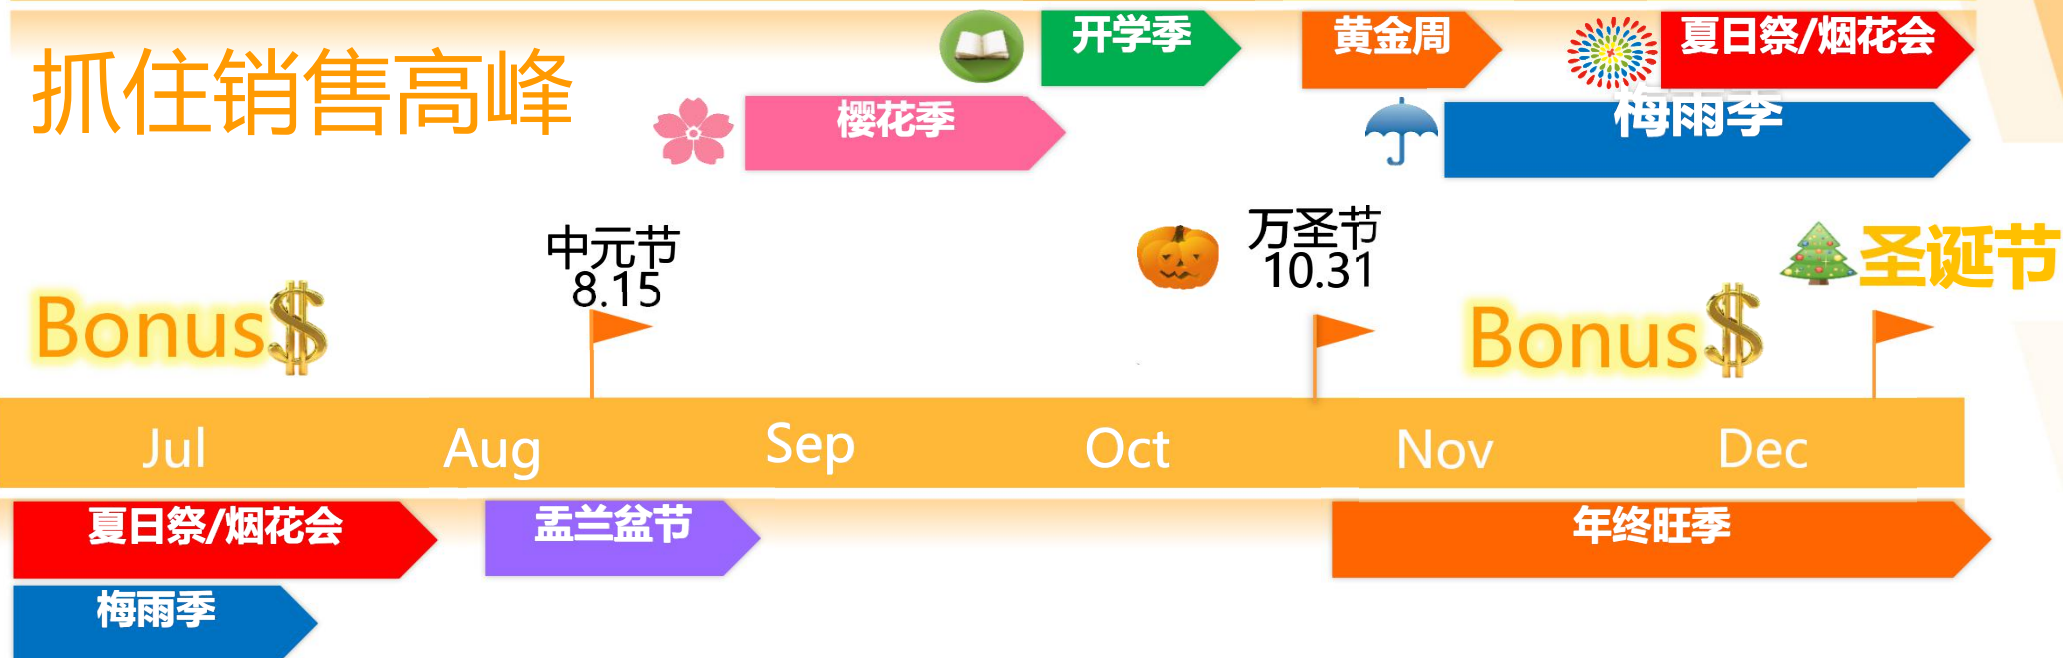 开学季
黄金周
夏日祭/烟花会
抓住销售高峰
樱花季
梅雨季
中元节
8.15
万圣节
10.31
圣诞节
Bonus$
Bonus$
Jul
Aug
Sep
Oct
Nov
Dec
夏日祭/烟花会
盂兰盆节
年终旺季
梅雨季